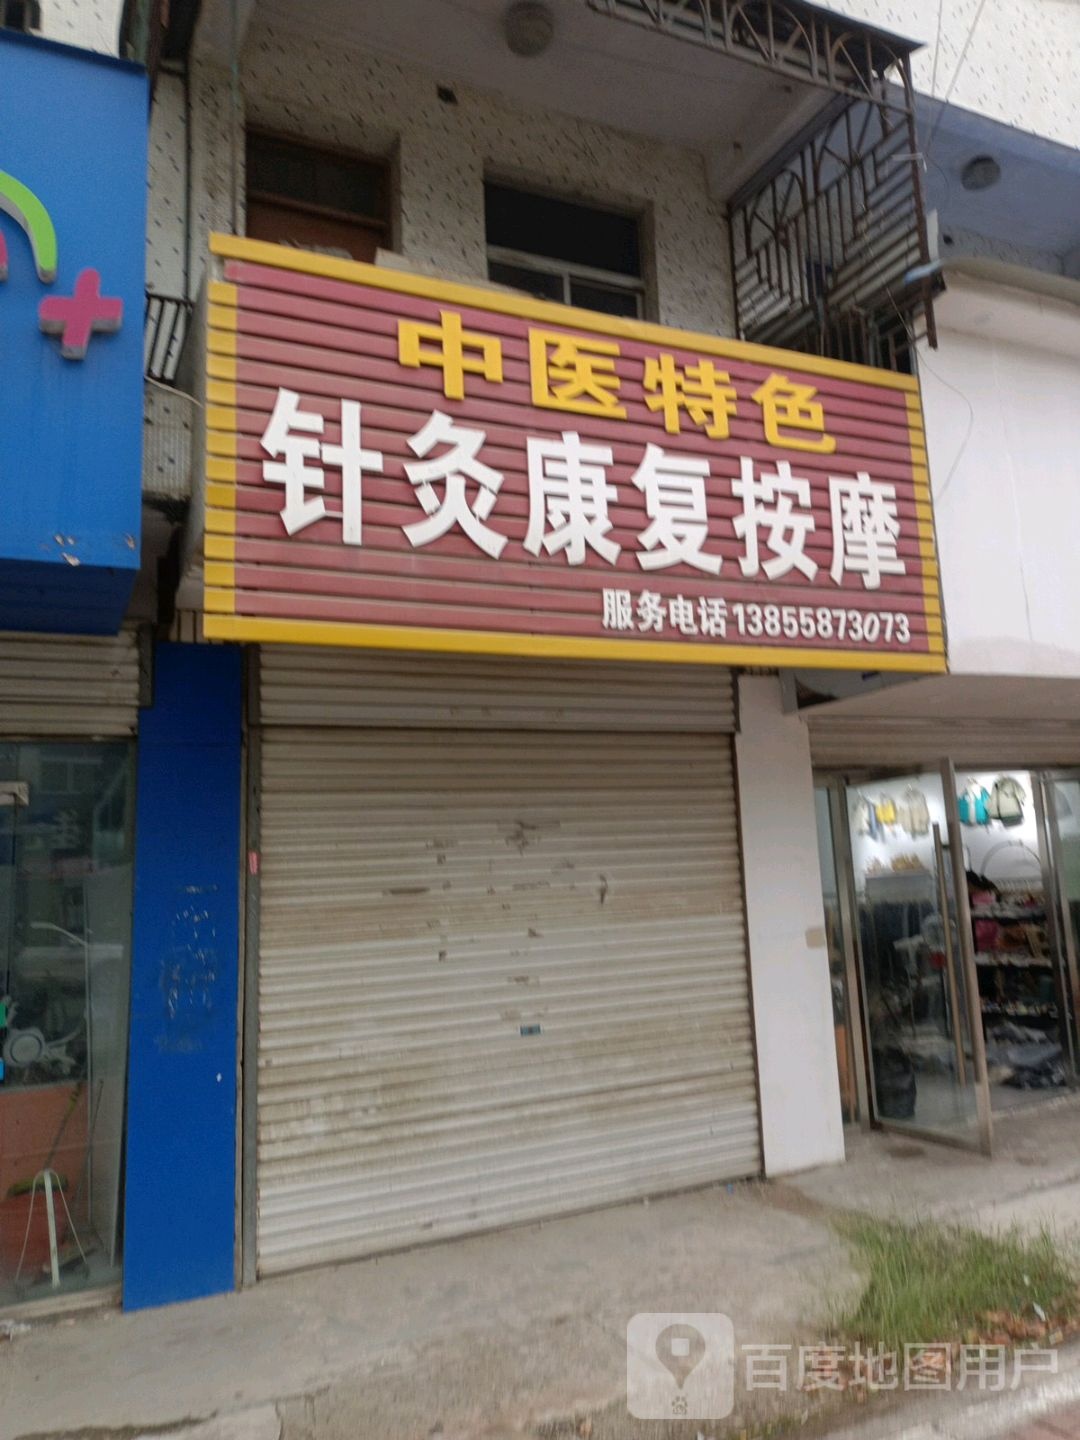 中医特色
针灸康复按摩
服务电话13855873073
百度地图用户